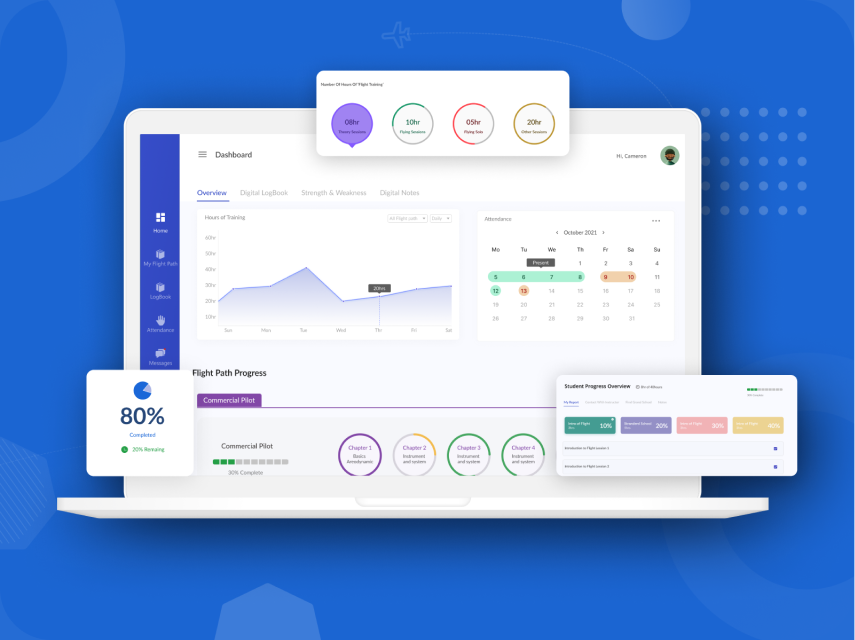 Number Of Hours Of 'Flight Training'
08hr
10hr
05hr
20hr
Theory Sessions
Flying Sessions
Flying Solo
Other Sessions
Dashboard
Hi, Cameron
Overview
Digital LogBook
Strength & Weakness
Digital Notes
Home
My Flight Path
LogBook
Attendance
Messages
Hours of Training
All Flight path
Daily
60hr
50hr
40hr
30hr
20hr
10hr
20hrs
Sun
Mon
Tue
Wed
Thr
Fri
Sat
Attendance
October 2021
Mo Tu We Th Fr Sa Su
Present
1 2 3 4
5 6 7 8 9 10 11
12 13 14 15 16 17 18
19 20 21 22 23 24 25
26 27 28 29 30 31
80%
Completed
20% Remaing
Flight Path Progress
Commercial Pilot
Commercial Pilot
30% Complete
Chapter 1
Basics
Chapter 2
Instrument
and system
Chapter 3
Instrument
and system
Chapter 4
Instrument
and system
Student Progress Overview
10%
20%
30%
40%
Introduction to Flight Lesson 1
Introduction to Flight Lesson 2